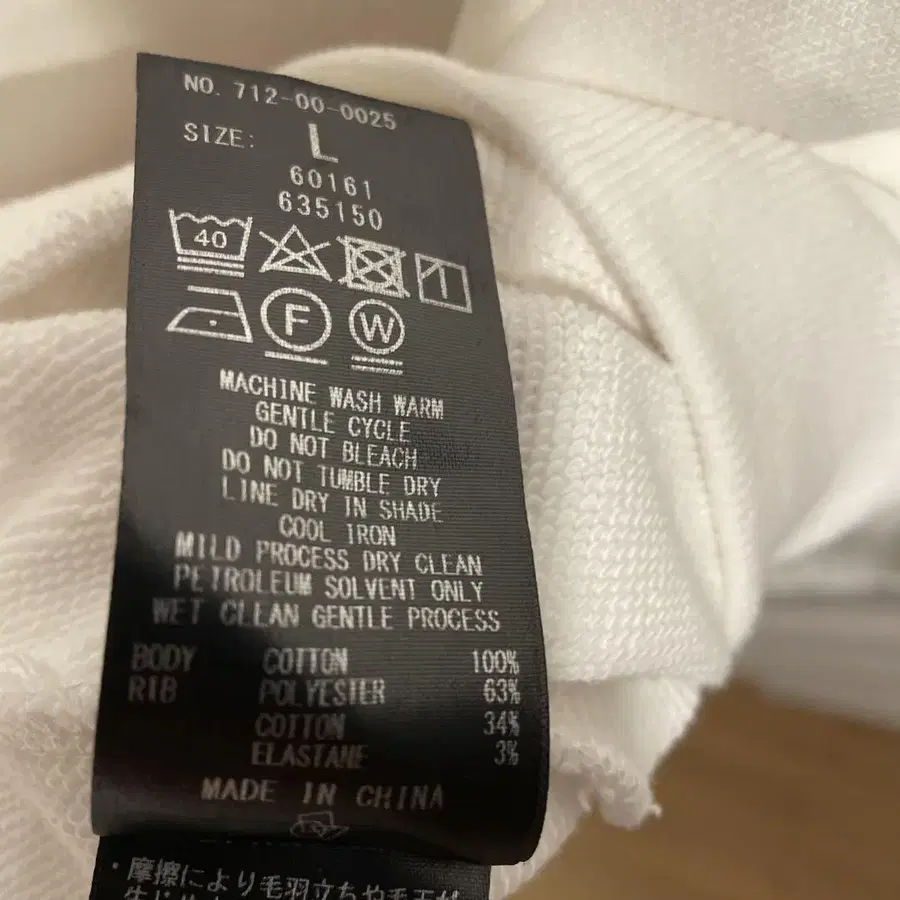 NO. 712-00-0025
SIZE: L
60161
635150
40
F W
MACHINE WASH WARM
GENTLE CYCLE
DO NOT BLEACH
DO NOT TUMBLE DRY
LINE DRY IN SHADE
COOL IRON
MILD PROCESS DRY CLEAN
PETROLEUM SOLVENT ONLY
WET CLEAN GENTLE PROCESS
BODY COTTON 100%
RIB POLYESTER 63%
COTTON 34%
ELASTANE 3%
MADE IN CHINA
・摩擦により毛羽立ちや毛玉が